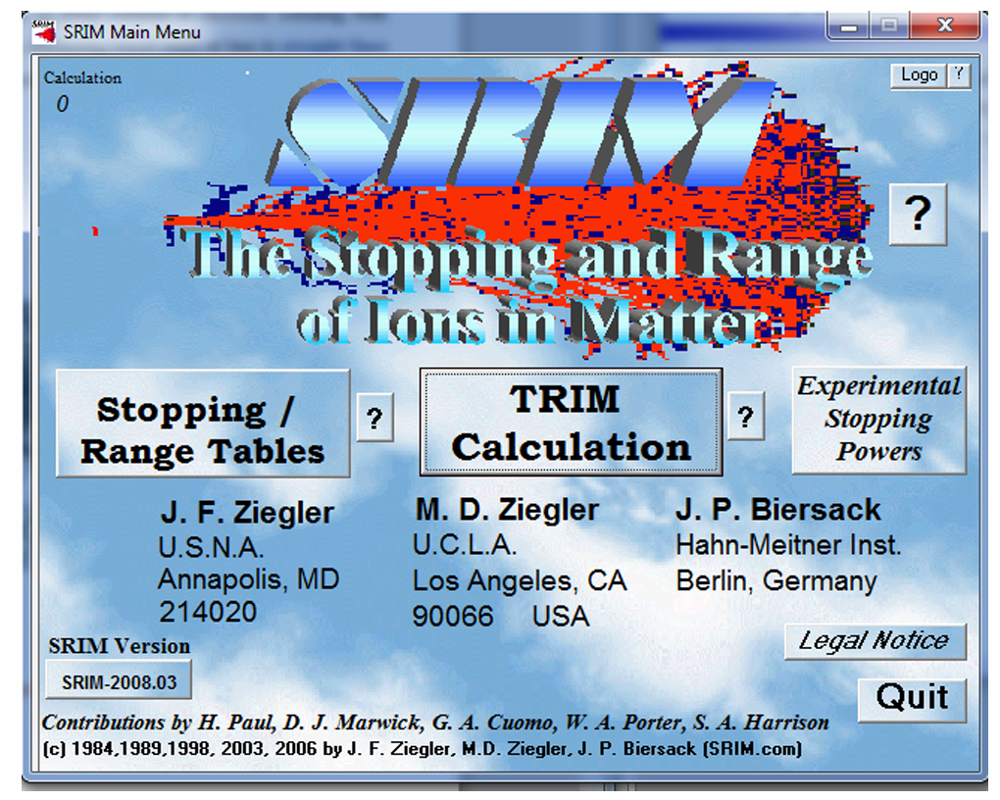 SRIM Main Menu
Calculation
0
Logo ?
SRIM
The Stopping and Range
of Ions in Matter
?
Stopping /
Range Tables
?
TRIM
Calculation
?
Experimental
Stopping
Powers
J. F. Ziegler
U.S.N.A.
Annapolis, MD
214020
M. D. Ziegler
U.C.L.A.
Los Angeles, CA
90066 USA
J. P. Biersack
Hahn-Meitner Inst.
Berlin, Germany
SRIM Version
SRIM-2008.03
Legal Notice
Quit
Contributions by H. Paul, D. J. Marwick, G. A. Cuomo, W. A. Porter, S. A. Harrison
(c) 1984,1989,1998, 2003, 2006 by J. F. Ziegler, M.D. Ziegler, J. P. Biersack (SRIM.com)